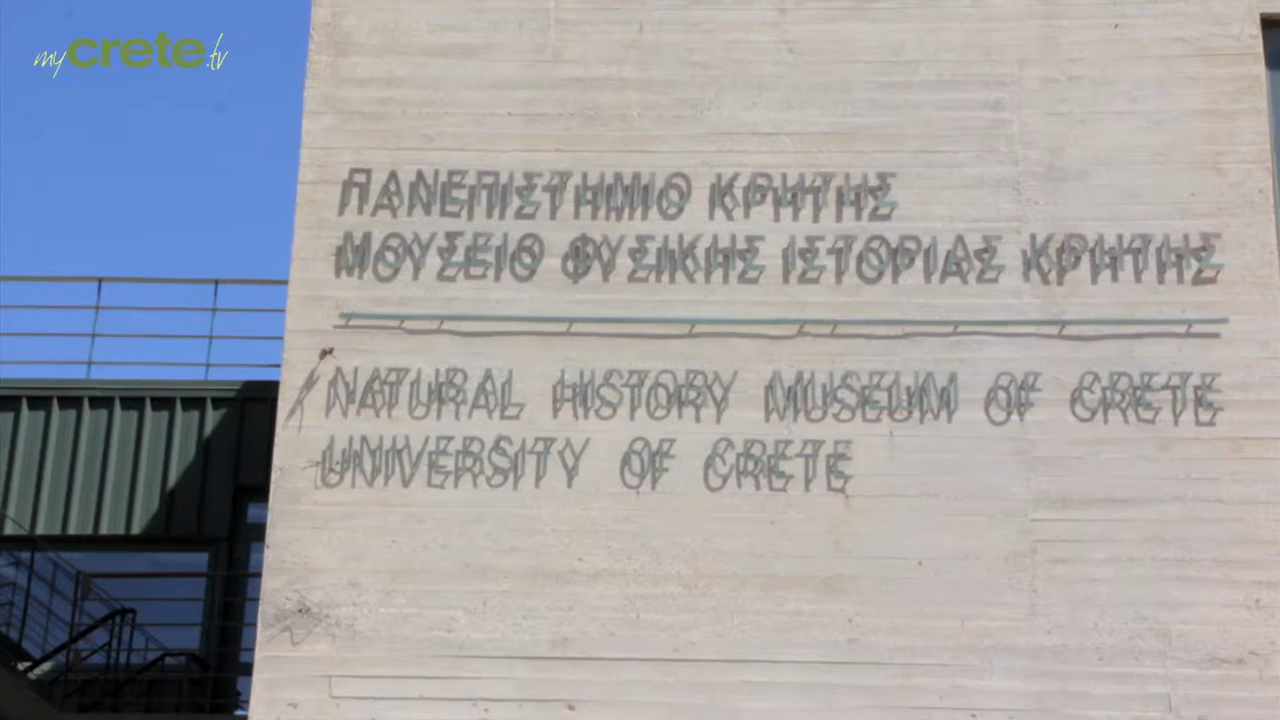 mycrete.tv
ΠΑΝΕΠΙΣΤΗΜΙΟ ΚΡΗΤΗΣ
ΜΟΥΣΕΙΟ ΦΥΣΙΚΗΣ ΙΣΤΟΡΙΑΣ ΚΡΗΤΗΣ
NATURAL HISTORY MUSEUM OF CRETE
UNIVERSITY OF CRETE